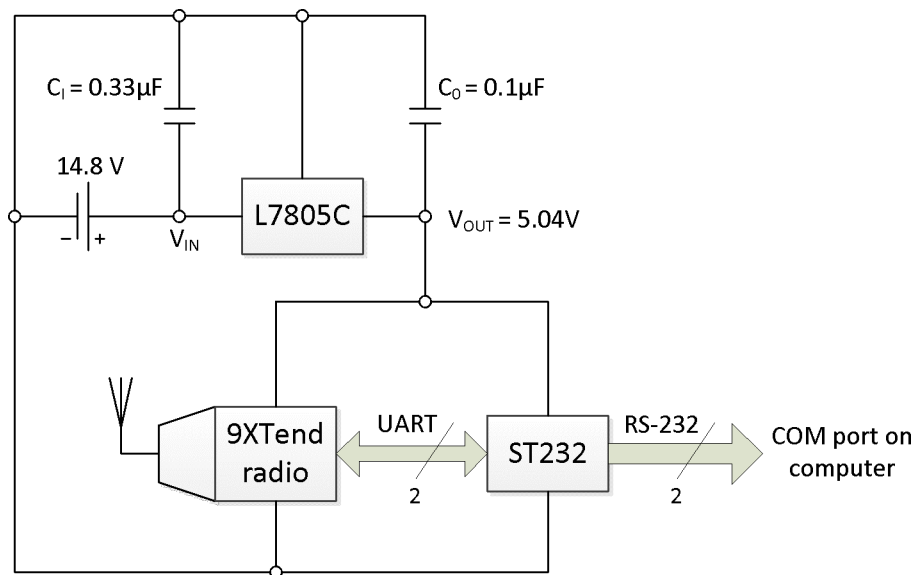 C_I = 0.33µF
C_0 = 0.1µF
14.8 V
− +
V_IN
L7805C
V_OUT = 5.04V
9XTend
radio
UART
2
ST232
RS-232
2
COM port on
computer